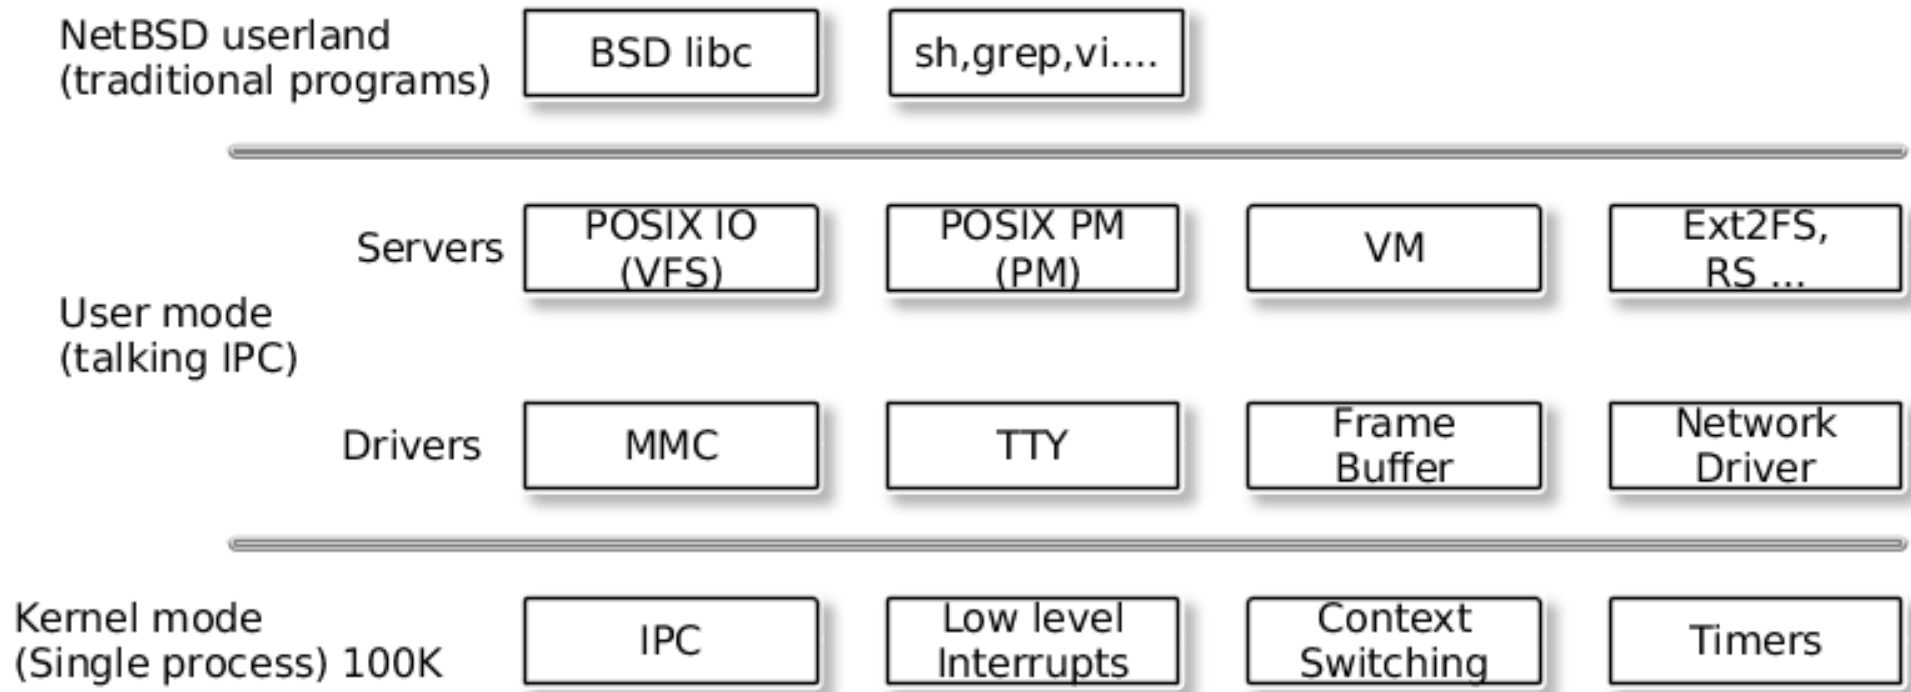 NetBSD userland
(traditional programs)
BSD libc
sh,grep,vi....
Servers
POSIX IO
(VFS)
POSIX PM
(PM)
VM
Ext2FS,
RS ...
User mode
(talking IPC)
Drivers
MMC
TTY
Frame
Buffer
Network
Driver
Kernel mode
(Single process) 100K
IPC
Low level
Interrupts
Context
Switching
Timers